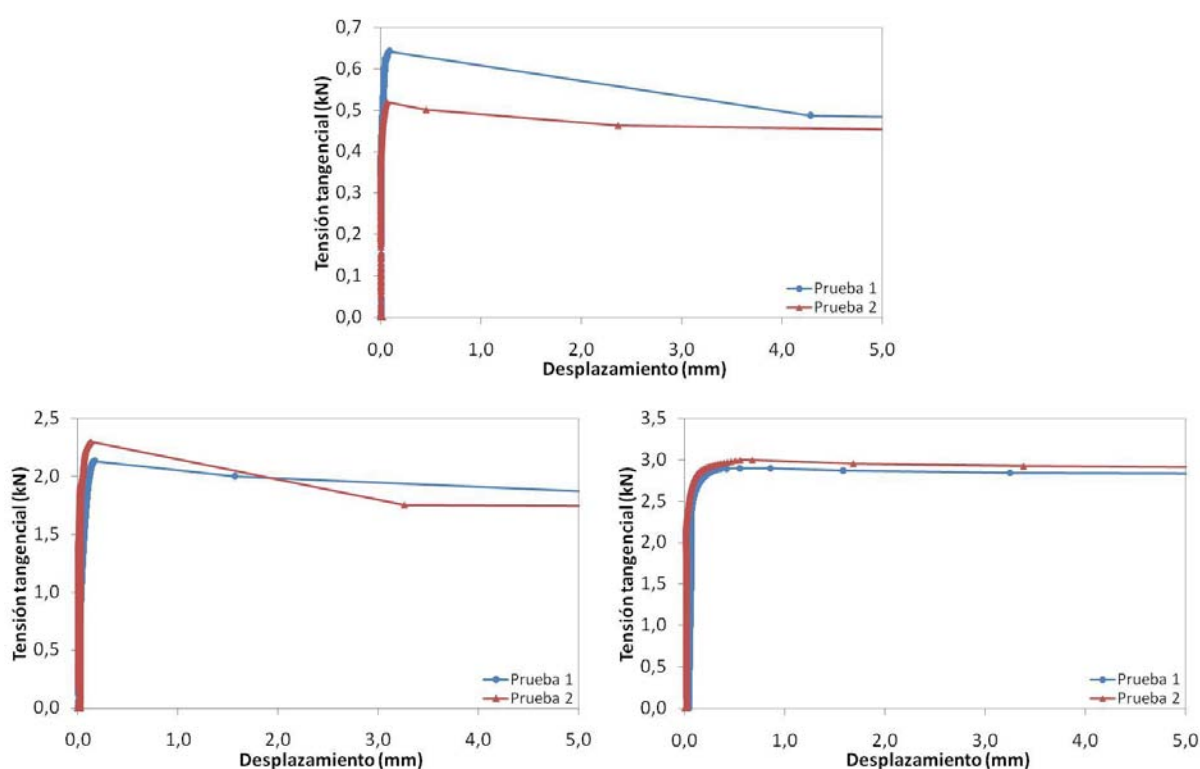 0,7
0,6
0,5
0,4
0,3
0,2
0,1
0,0
Tensión tangencial (kN)
Prueba 1
Prueba 2
0,0 1,0 2,0 3,0 4,0 5,0
Desplazamiento (mm)
2,5
2,0
1,5
1,0
0,5
0,0
Tensión tangencial (kN)
Prueba 1
Prueba 2
0,0 1,0 2,0 3,0 4,0 5,0
Desplazamiento (mm)
3,5
3,0
2,5
2,0
1,5
1,0
0,5
0,0
Tensión tangencial (kN)
Prueba 1
Prueba 2
0,0 1,0 2,0 3,0 4,0 5,0
Desplazamiento (mm)